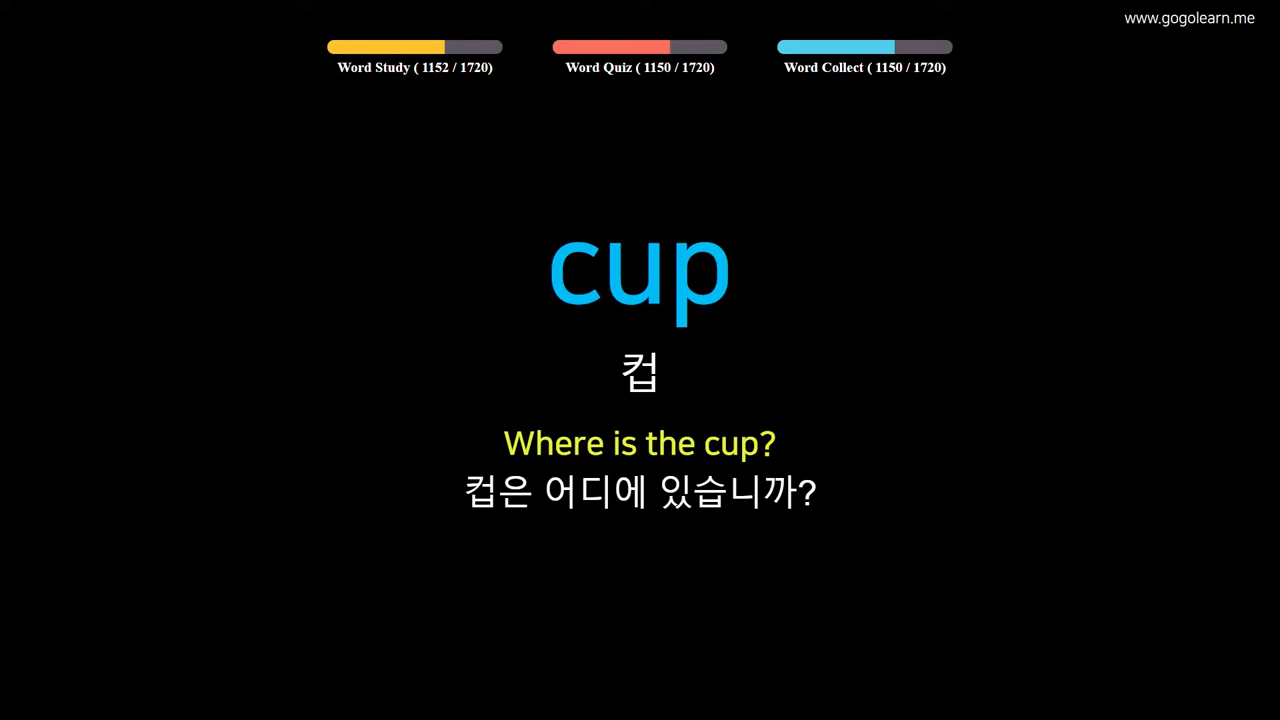 www.gogolearn.me
Word Study ( 1152 / 1720)
Word Quiz ( 1150 / 1720)
Word Collect ( 1150 / 1720)
cup
컵
Where is the cup?
컵은 어디에 있습니까?